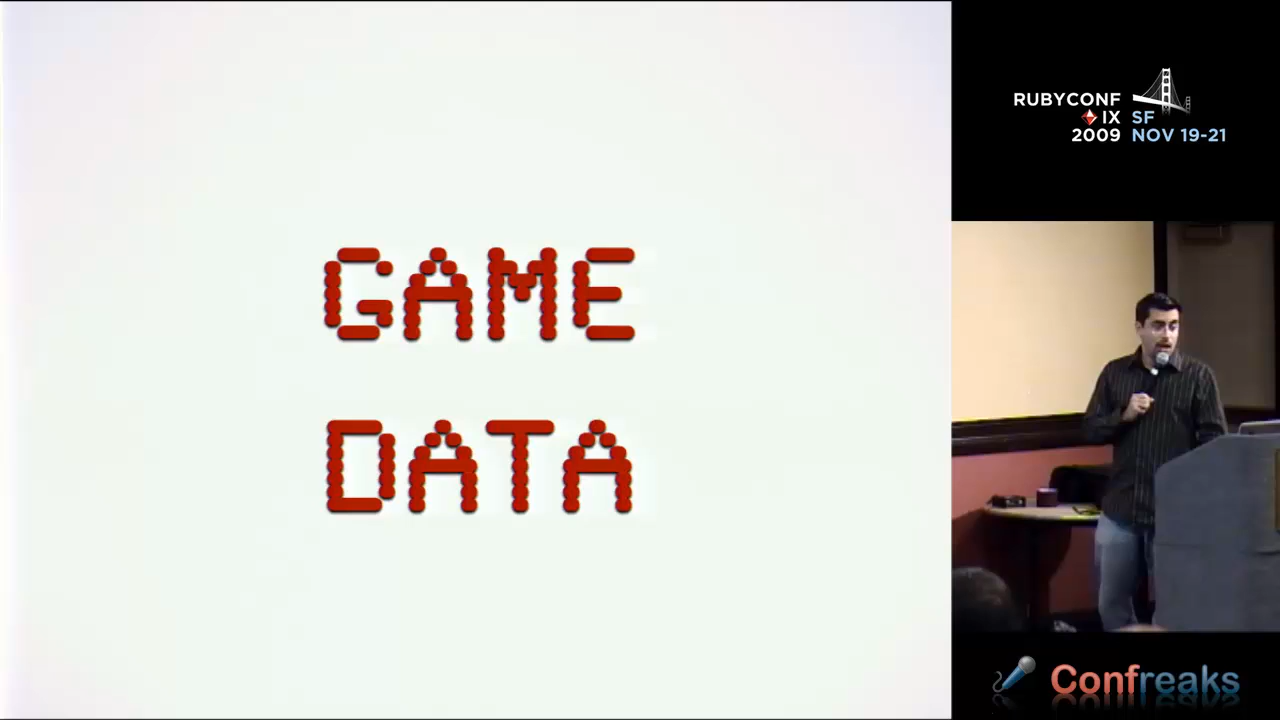 GAME
DATA
RUBYCONF
IX SF
2009 NOV 19-21
Confreaks